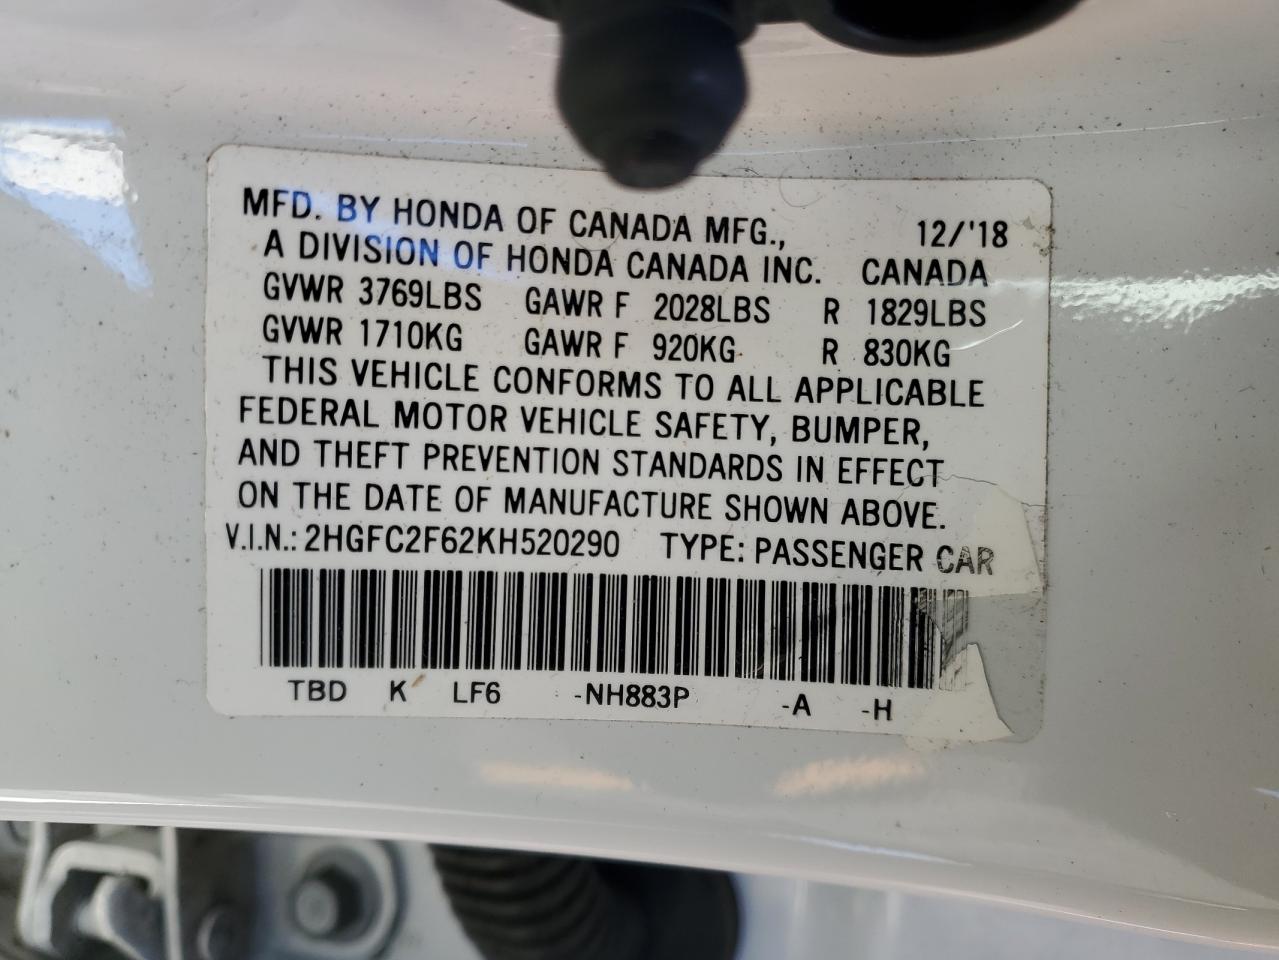 MFD. BY HONDA OF CANADA MFG., 12/'18
A DIVISION OF HONDA CANADA INC. CANADA
GVWR 3769LBS GAWR F 2028LBS R 1829LBS
GVWR 1710KG GAWR F 920KG R 830KG
THIS VEHICLE CONFORMS TO ALL APPLICABLE
FEDERAL MOTOR VEHICLE SAFETY, BUMPER,
AND THEFT PREVENTION STANDARDS IN EFFECT
ON THE DATE OF MANUFACTURE SHOWN ABOVE.
V.I.N.: 2HGFC2F62KH520290 TYPE: PASSENGER CAR
TBD K LF6 -NH883P -A -H